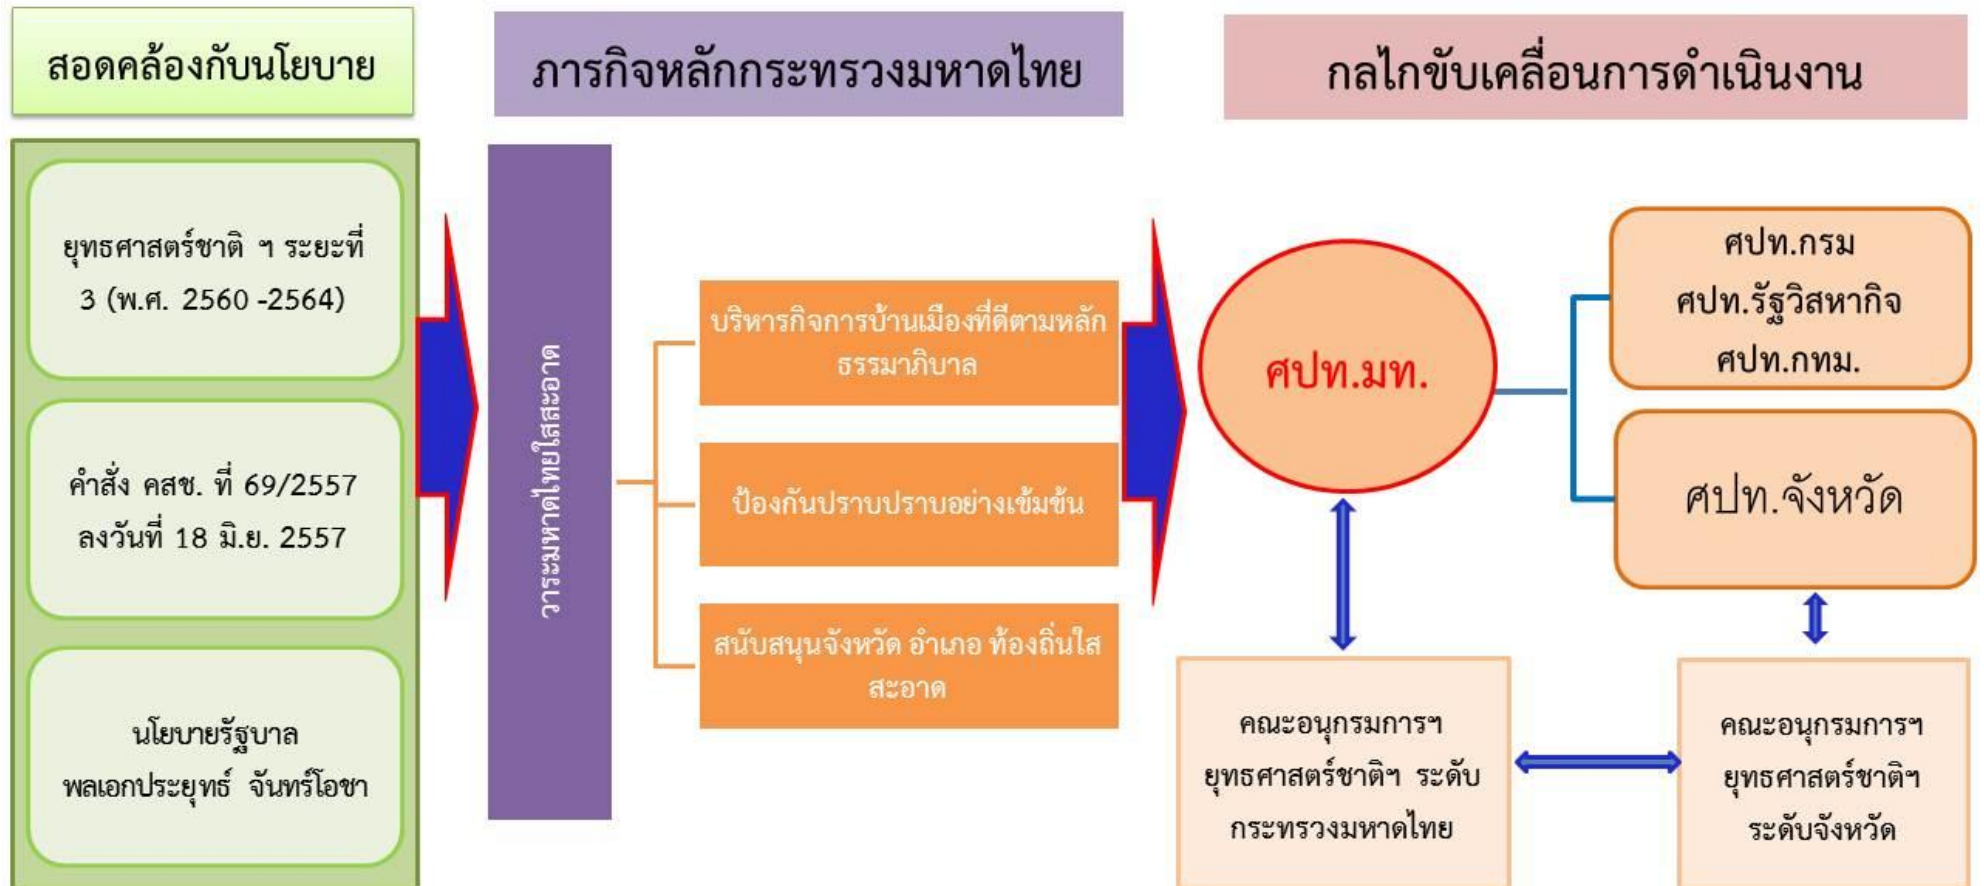 สอดคล้องกับนโยบาย
ยุทธศาสตร์ชาติ ฯ ระยะที่
3 (พ.ศ. 2560 -2564)
คำสั่ง คสช. ที่ 69/2557
ลงวันที่ 18 มิ.ย. 2557
นโยบายรัฐบาล
พลเอกประยุทธ์ จันทร์โอชา
ภารกิจหลักกระทรวงมหาดไทย
วาระมหาดไทยใสสะอาด
บริหารกิจการบ้านเมืองที่ดีตามหลัก
ธรรมาภิบาล
ป้องกันปราบปราบอย่างเข้มข้น
สนับสนุนจังหวัด อำเภอ ท้องถิ่นใส
สะอาด
กลไกขับเคลื่อนการดำเนินงาน
ศปท.มท.
ศปท.กรม
ศปท.รัฐวิสหากิจ
ศปท.กทม.
ศปท.จังหวัด
คณะอนุกรมการฯ
ยุทธศาสตร์ชาติฯ ระดับ
กระทรวงมหาดไทย
คณะอนุกรมการฯ
ยุทธศาสตร์ชาติฯ
ระดับจังหวัด